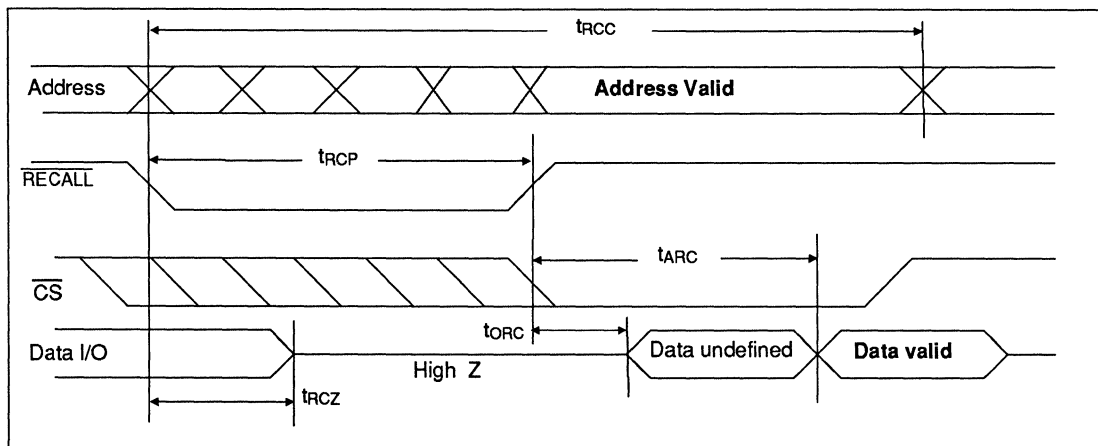 tRCC
Address
Address Valid
tRCP
RECALL
tARC
CS
tORC
Data I/O
High Z
Data undefined
Data valid
tRCZ